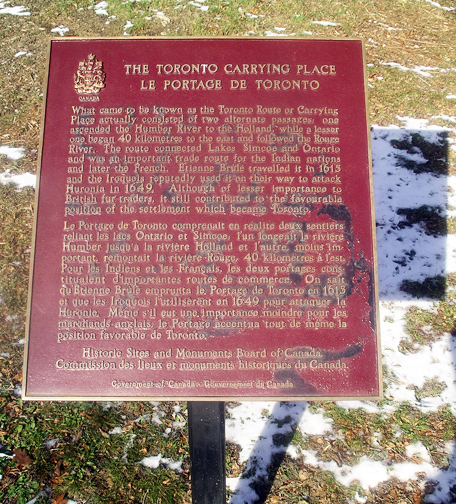 CANADA
THE TORONTO CARRYING PLACE
LE PORTAGE DE TORONTO
What came to be known as the Toronto Route or Carrying
Place actually consisted of two alternate passages: one
ascended the Humber River to the Holland, while a lesser
one began 40 kilometres to the east and followed the Rouge
River. The route connected Lakes Simcoe and Ontario
and was an important trade route for the Indian nations
and later the French. Étienne Brûlé travelled it in 1615
and the Iroquois reputedly used it on their way to attack
Huronia in 1649. Although of lesser importance to
British fur traders, it still contributed to the favourable
position of the settlement which became Toronto.
Le Portage de Toronto comprenait en réalité deux sentiers
reliant les lacs Ontario et Simcoe; l'un longeait la rivière
Humber jusqu'à la rivière Holland et l'autre, moins im-
portant, remontait la rivière Rouge, 40 kilomètres à l'est.
Pour les Indiens et les Français, les deux portages cons-
tituaient d'importantes routes de commerce. On sait
qu'Étienne Brûlé emprunta le Portage de Toronto en 1615
et que les Iroquois l'utilisèrent en 1649 pour attaquer la
Huronie. Même s'il eut une importance moindre pour les
marchands anglais, le Portage accentua tout de même la
position favorable de Toronto.
Historic Sites and Monuments Board of Canada.
Commission des lieux et monuments historiques du Canada.
Government of Canada - Gouvernement du Canada